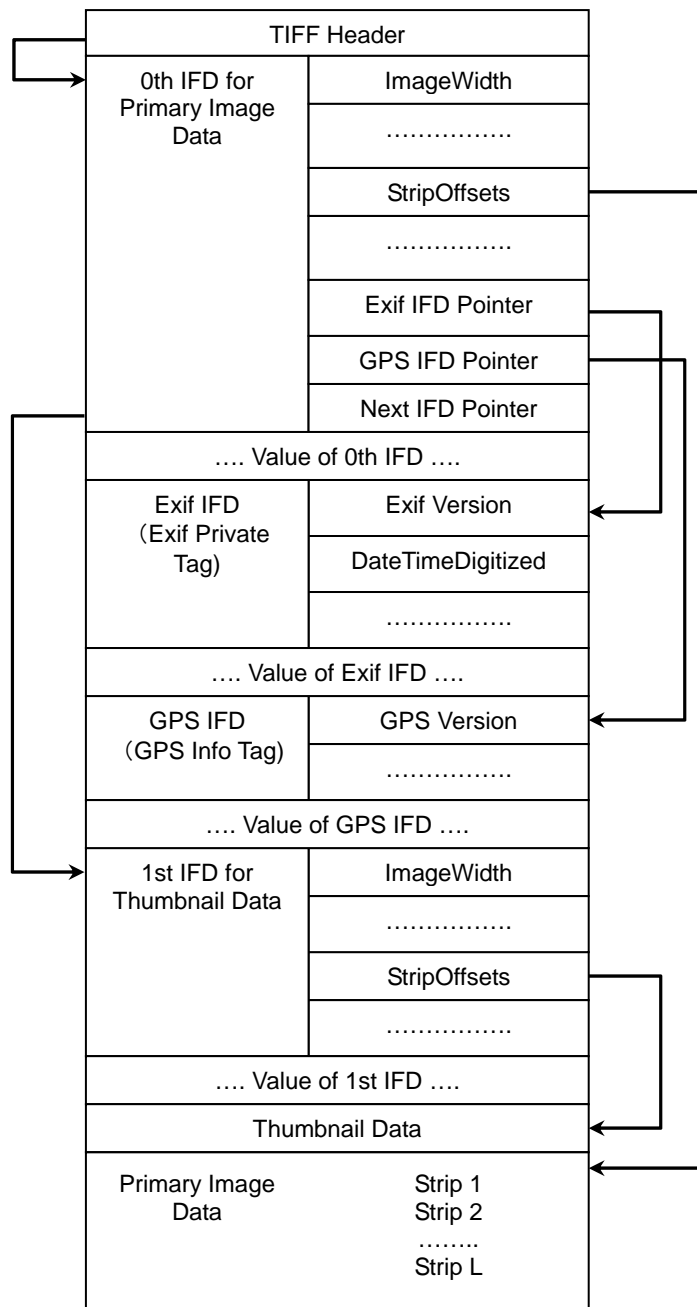 TIFF Header
0th IFD for
Primary Image
Data
ImageWidth
…………….
StripOffsets
…………….
Exif IFD Pointer
GPS IFD Pointer
Next IFD Pointer
…. Value of 0th IFD ….
Exif IFD
（Exif Private
Tag)
Exif Version
DateTimeDigitized
…………….
…. Value of Exif IFD ….
GPS IFD
（GPS Info Tag)
GPS Version
…………….
…. Value of GPS IFD ….
1st IFD for
Thumbnail Data
ImageWidth
…………….
StripOffsets
…………….
…. Value of 1st IFD ….
Thumbnail Data
Primary Image
Data
Strip 1
Strip 2
……..
Strip L